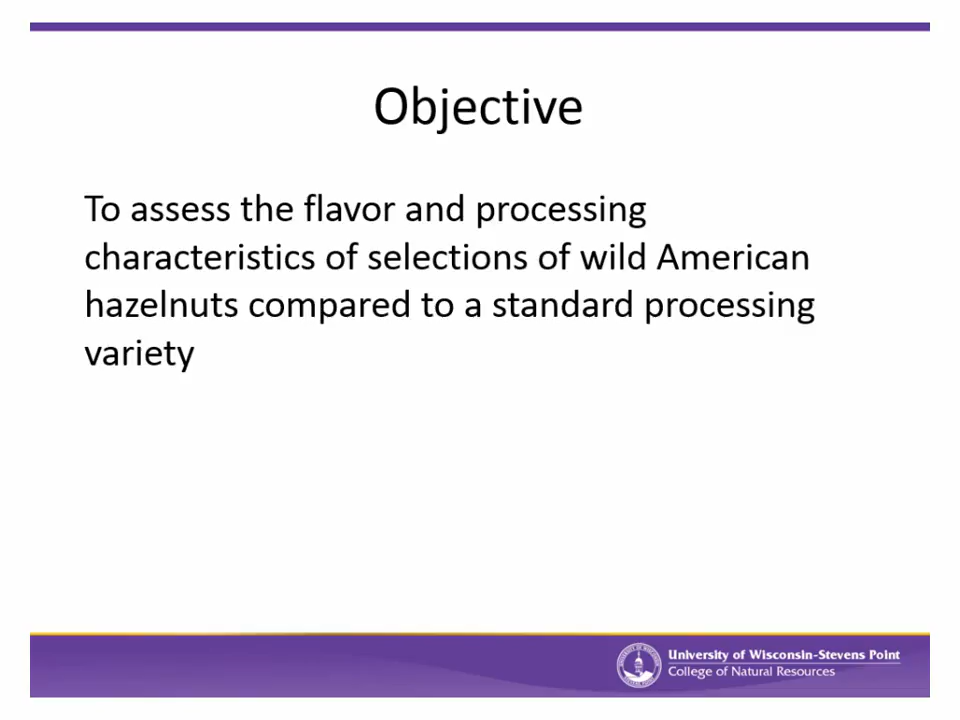 Objective
To assess the flavor and processing
characteristics of selections of wild American
hazelnuts compared to a standard processing
variety
University of Wisconsin-Stevens Point
College of Natural Resources